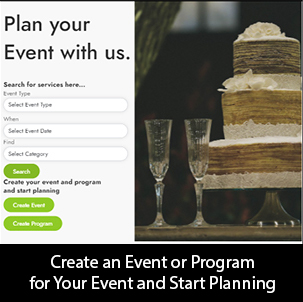 Plan your
Event with us.
Search for services here...
Event Type
Select Event Type
When
Select Event Date
Find
Select Category
Search
Create your event and program
and start planning
Create Event
Create Program
Create an Event or Program
for Your Event and Start Planning